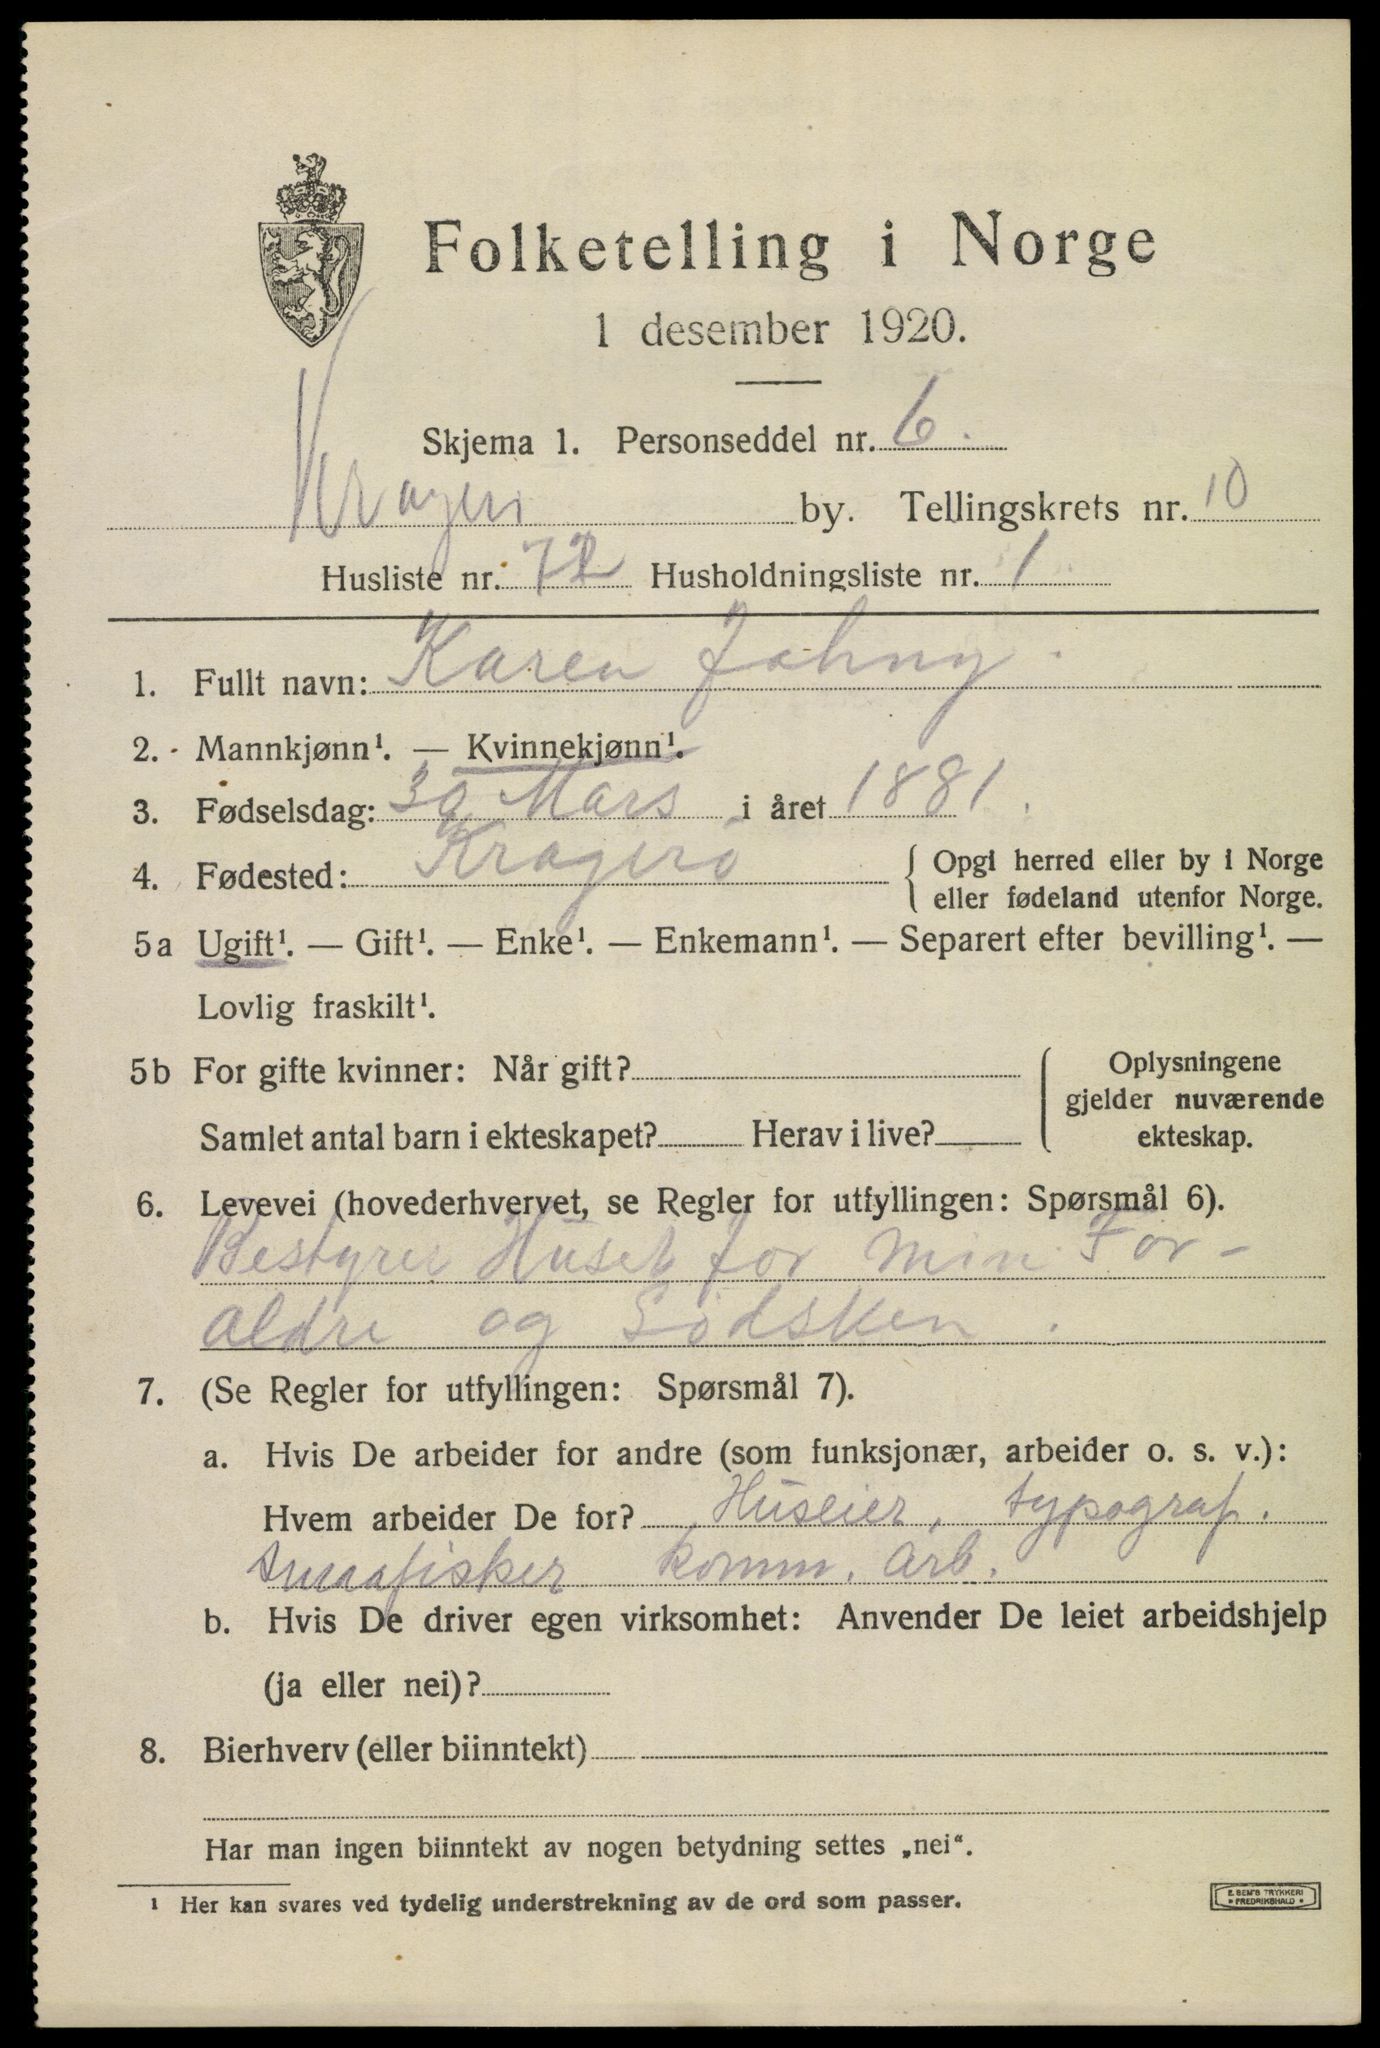 Folketelling i Norge
1 desember 1920.
Skjema 1. Personseddel nr. 6.
Kragerø by. Tellingskrets nr. 10
Husliste nr. 72 Husholdningsliste nr. 1
1. Fullt navn: Karen Johny.
2. Mannkjønn¹. — Kvinnekjønn¹.
3. Fødselsdag: 30 Mars i året 1881.
4. Fødested: Kragerö { Opgi herred eller by i Norge
eller fødeland utenfor Norge.
5a Ugift¹. — Gift¹. — Enke¹. — Enkemann¹. — Separert efter bevilling¹. —
Lovlig fraskilt¹.
5b For gifte kvinner: Når gift? { Oplysningene
gjelder nuværende
Samlet antal barn i ekteskapet? Herav i live? ekteskap.
6. Levevei (hovederhvervet, se Regler for utfyllingen: Spørsmål 6).
Bestyrer Huset for min For-
aldre og Södsken.
7. (Se Regler for utfyllingen: Spørsmål 7).
a. Hvis De arbeider for andre (som funksjonær, arbeider o. s. v.):
Hvem arbeider De for? Huseier, typograf.
smaafisker komm. arb.
b. Hvis De driver egen virksomhet: Anvender De leiet arbeidshjelp
(ja eller nei)?
8. Bierhverv (eller biinntekt)
Har man ingen biinntekt av nogen betydning settes „nei“.
¹ Her kan svares ved tydelig understrekning av de ord som passer.
E. SEM'S TRYKKERI
• FREDRIKSHALD •